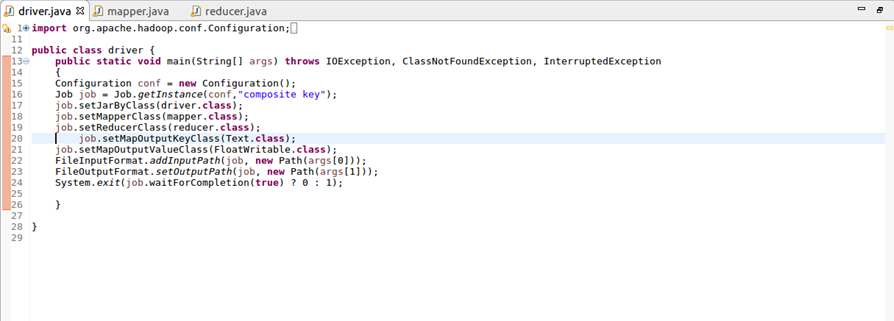 driver.java mapper.java reducer.java
1 import org.apache.hadoop.conf.Configuration;
11
12 public class driver {
13 public static void main(String[] args) throws IOException, ClassNotFoundException, InterruptedException
14 {
15 Configuration conf = new Configuration();
16 Job job = Job.getInstance(conf,"composite key");
17 job.setJarByClass(driver.class);
18 job.setMapperClass(mapper.class);
19 job.setReducerClass(reducer.class);
20 job.setMapOutputKeyClass(Text.class);
21 job.setMapOutputValueClass(FloatWritable.class);
22 FileInputFormat.addInputPath(job, new Path(args[0]));
23 FileOutputFormat.setOutputPath(job, new Path(args[1]));
24 System.exit(job.waitForCompletion(true) ? 0 : 1);
25
26 }
27
28 }
29